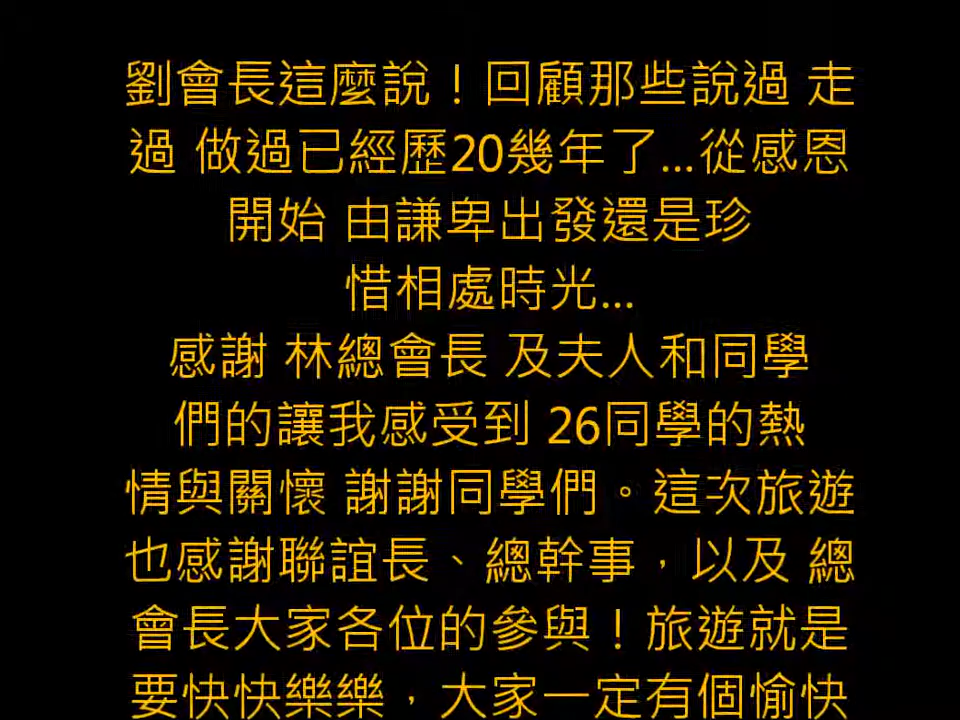 劉會長這麼說！回顧那些說過 走
過 做過已經歷20幾年了...從感恩
開始 由謙卑出發還是珍
惜相處時光...
感謝 林總會長 及夫人和同學
們的讓我感受到 26同學的熱
情與關懷 謝謝同學們。這次旅遊
也感謝聯誼長、總幹事，以及 總
會長大家各位的參與！旅遊就是
要快快樂樂，大家一定有個愉快